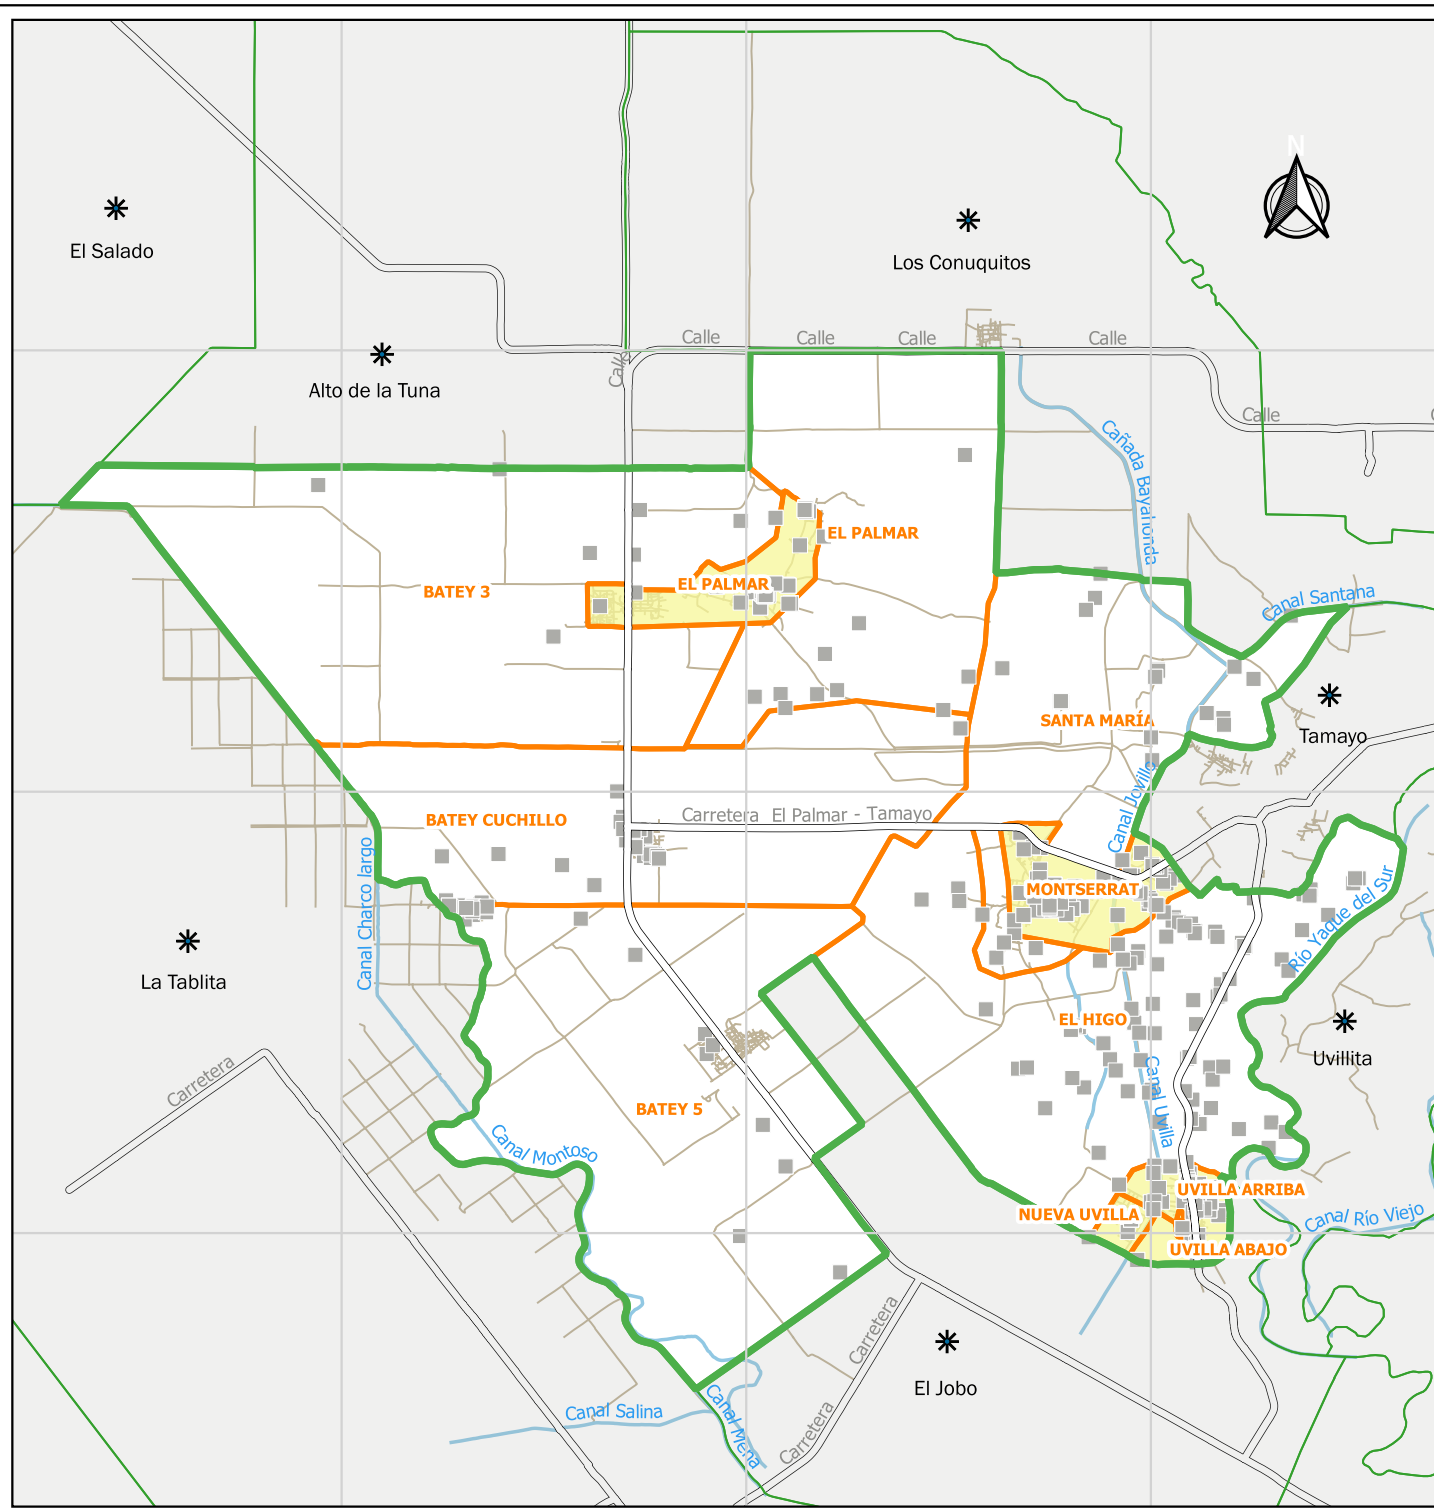 N
El Salado
Los Conuquitos
Calle
Calle
Calle
Calle
Calle
Alto de la Tuna
Calle
C
Cañada Bayahonda
EL PALMAR
EL PALMAR
BATEY 3
Canal Santana
SANTA MARÍA
Tamayo
Canal Jovillo
BATEY CUCHILLO
Carretera El Palmar - Tamayo
Canal Charco largo
MONTSERRAT
Río Yaque del Sur
La Tablita
EL HIGO
Uvillita
Carretera
BATEY 5
Canal Uvilla
Canal Montoso
UVILLA ARRIBA
NUEVA UVILLA
Canal Río Viejo
UVILLA ABAJO
Carretera
El Jobo
Canal Salina
Canal Mena
Carretera